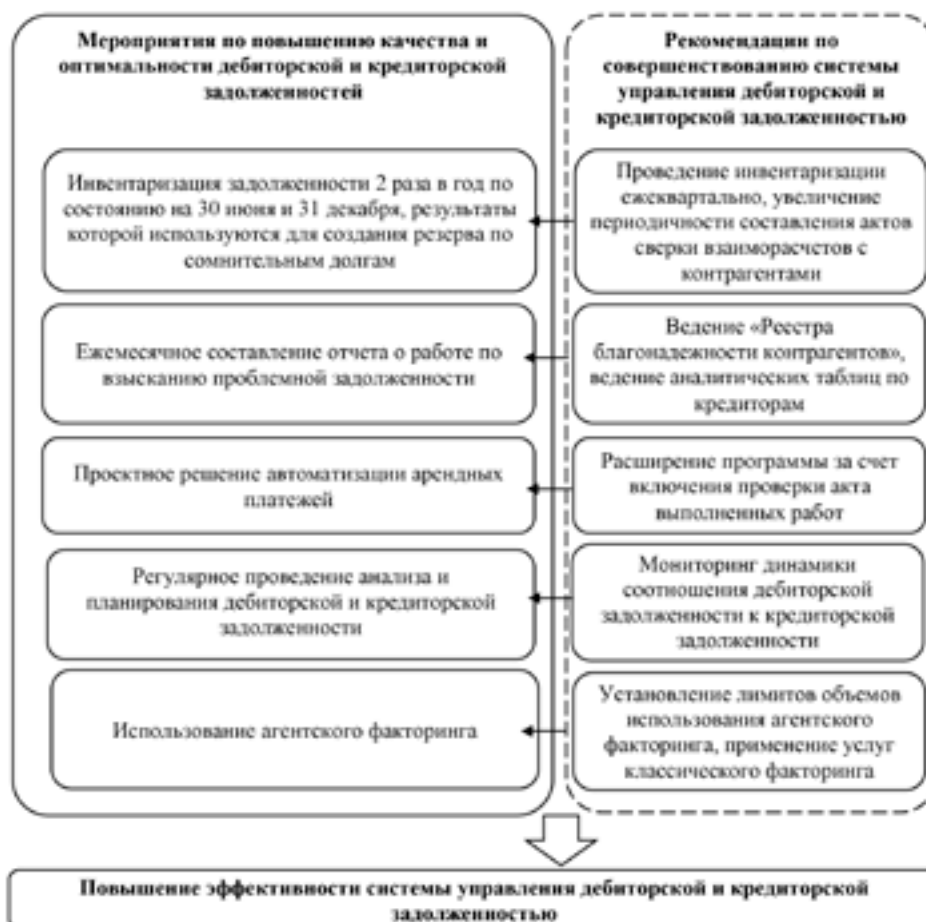 Мероприятия по повышению качества и
оптимальности дебиторской и кредиторской
задолженностей
Рекомендации по
совершенствованию системы
управления дебиторской и
кредиторской задолженностью
Инвентаризация задолженности 2 раза в год по
состоянию на 30 июня и 31 декабря, результаты
которой используются для создания резерва по
сомнительным долгам
Проведение инвентаризации
ежеквартально, увеличение
периодичности составления актов
сверки взаиморасчетов с
контрагентами
Ежемесячное составление отчета о работе по
взысканию проблемной задолженности
Ведение «Реестра
благонадежности контрагентов»,
ведение аналитических таблиц по
кредиторам
Проектное решение автоматизации арендных
платежей
Расширение программы за счет
включения проверки акта
выполненных работ
Регулярное проведение анализа и
планирования дебиторской и кредиторской
задолженности
Мониторинг динамики
соотношения дебиторской
задолженности к кредиторской
задолженности
Использование агентского факторинга
Установление лимитов объемов
использования агентского
факторинга, применение услуг
классического факторинга
Повышение эффективности системы управления дебиторской и кредиторской
задолженностью